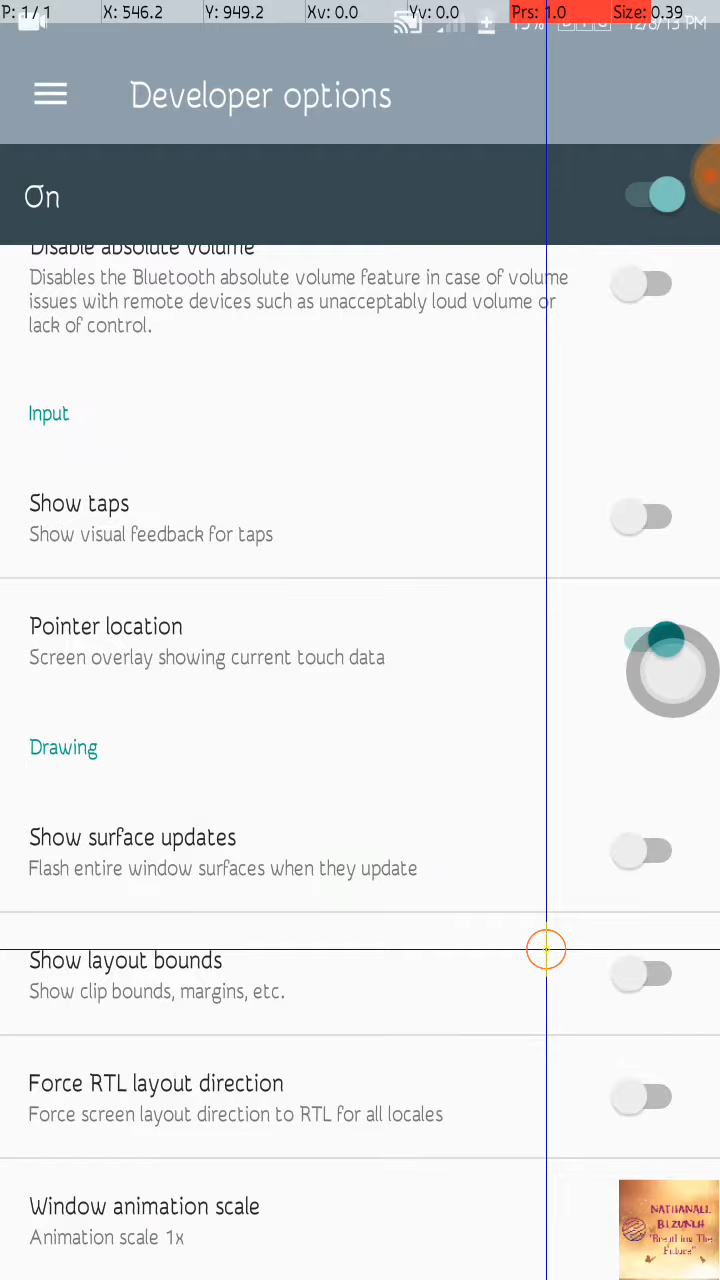 P: 1 / 1 X: 546.2 Y: 949.2 Xv: 0.0 Yv: 0.0 Prs: 1.0 Size: 0.39
Developer options
On
Disable absolute volume
Disables the Bluetooth absolute volume feature in case of volume
issues with remote devices such as unacceptably loud volume or
lack of control.
Input
Show taps
Show visual feedback for taps
Pointer location
Screen overlay showing current touch data
Drawing
Show surface updates
Flash entire window surfaces when they update
Show layout bounds
Show clip bounds, margins, etc.
Force RTL layout direction
Force screen layout direction to RTL for all locales
Window animation scale
Animation scale 1x
NATHANAEL
BIZUNEH
"Breathing The
Future"